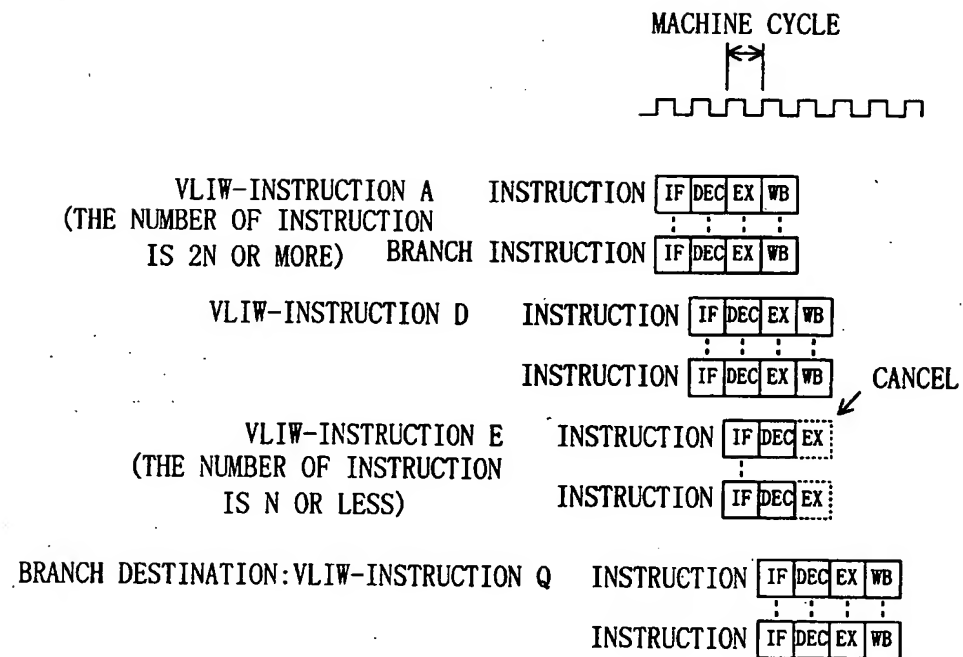 MACHINE CYCLE
VLIW-INSTRUCTION A INSTRUCTION IF DEC EX WB
(THE NUMBER OF INSTRUCTION
IS 2N OR MORE) BRANCH INSTRUCTION IF DEC EX WB
VLIW-INSTRUCTION D INSTRUCTION IF DEC EX WB
INSTRUCTION IF DEC EX WB CANCEL
VLIW-INSTRUCTION E INSTRUCTION IF DEC EX
(THE NUMBER OF INSTRUCTION
IS N OR LESS) INSTRUCTION IF DEC EX
BRANCH DESTINATION:VLIW-INSTRUCTION Q INSTRUCTION IF DEC EX WB
INSTRUCTION IF DEC EX WB